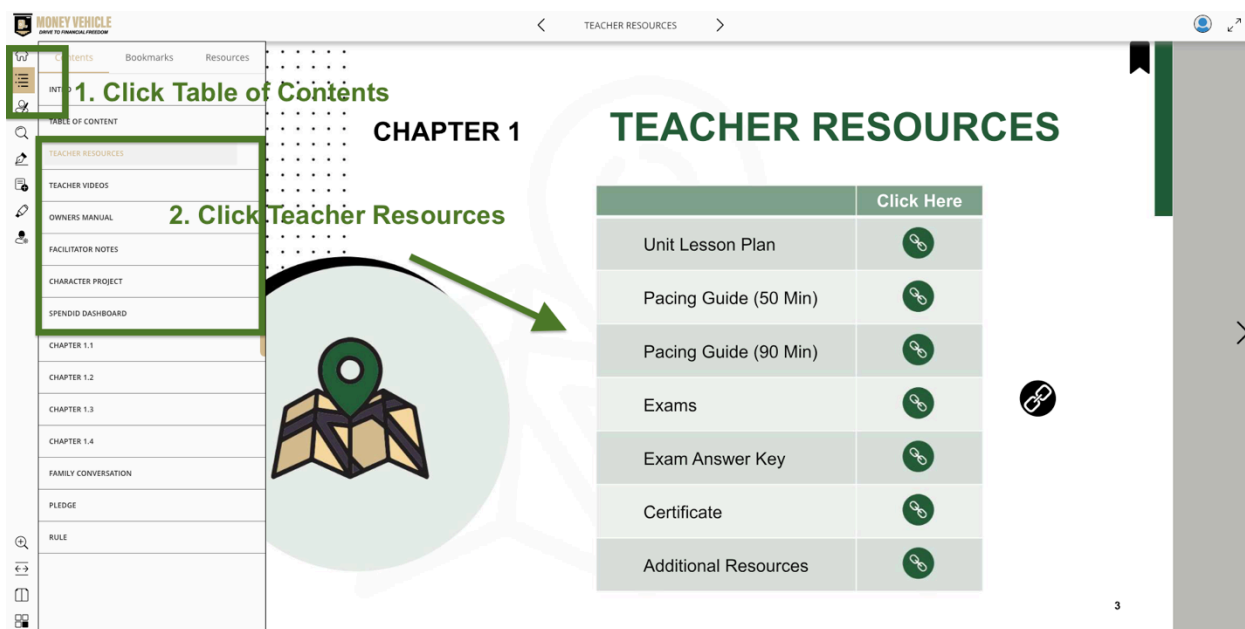 MONEY VEHICLE
DRIVE TO FINANCIAL FREEDOM
TEACHER RESOURCES
Contents Bookmarks Resources
INTRO
1. Click Table of Contents
TABLE OF CONTENT
TEACHER RESOURCES
TEACHER VIDEOS
OWNERS MANUAL
2. Click Teacher Resources
FACILITATOR NOTES
CHARACTER PROJECT
SPENDID DASHBOARD
CHAPTER 1.1
CHAPTER 1.2
CHAPTER 1.3
CHAPTER 1.4
FAMILY CONVERSATION
PLEDGE
RULE
CHAPTER 1
TEACHER RESOURCES
Click Here
Unit Lesson Plan
Pacing Guide (50 Min)
Pacing Guide (90 Min)
Exams
Exam Answer Key
Certificate
Additional Resources
3